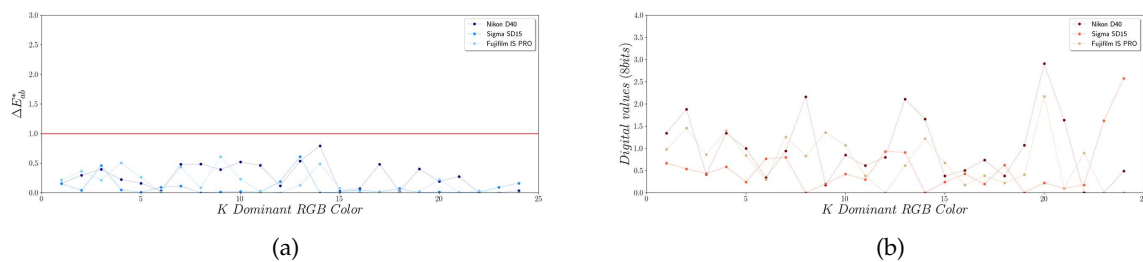 3.0
2.5
2.0
1.5
1.0
0.5
0.0
0
5
10
15
20
25
ΔE*ab
K Dominant RGB Color
Nikon D40
Sigma SD15
Fujifilm IS PRO
(a)
4.0
3.5
3.0
2.5
2.0
1.5
1.0
0.5
0.0
0
5
10
15
20
25
Digital values (8bits)
K Dominant RGB Color
Nikon D40
Sigma SD15
Fujifilm IS PRO
(b)